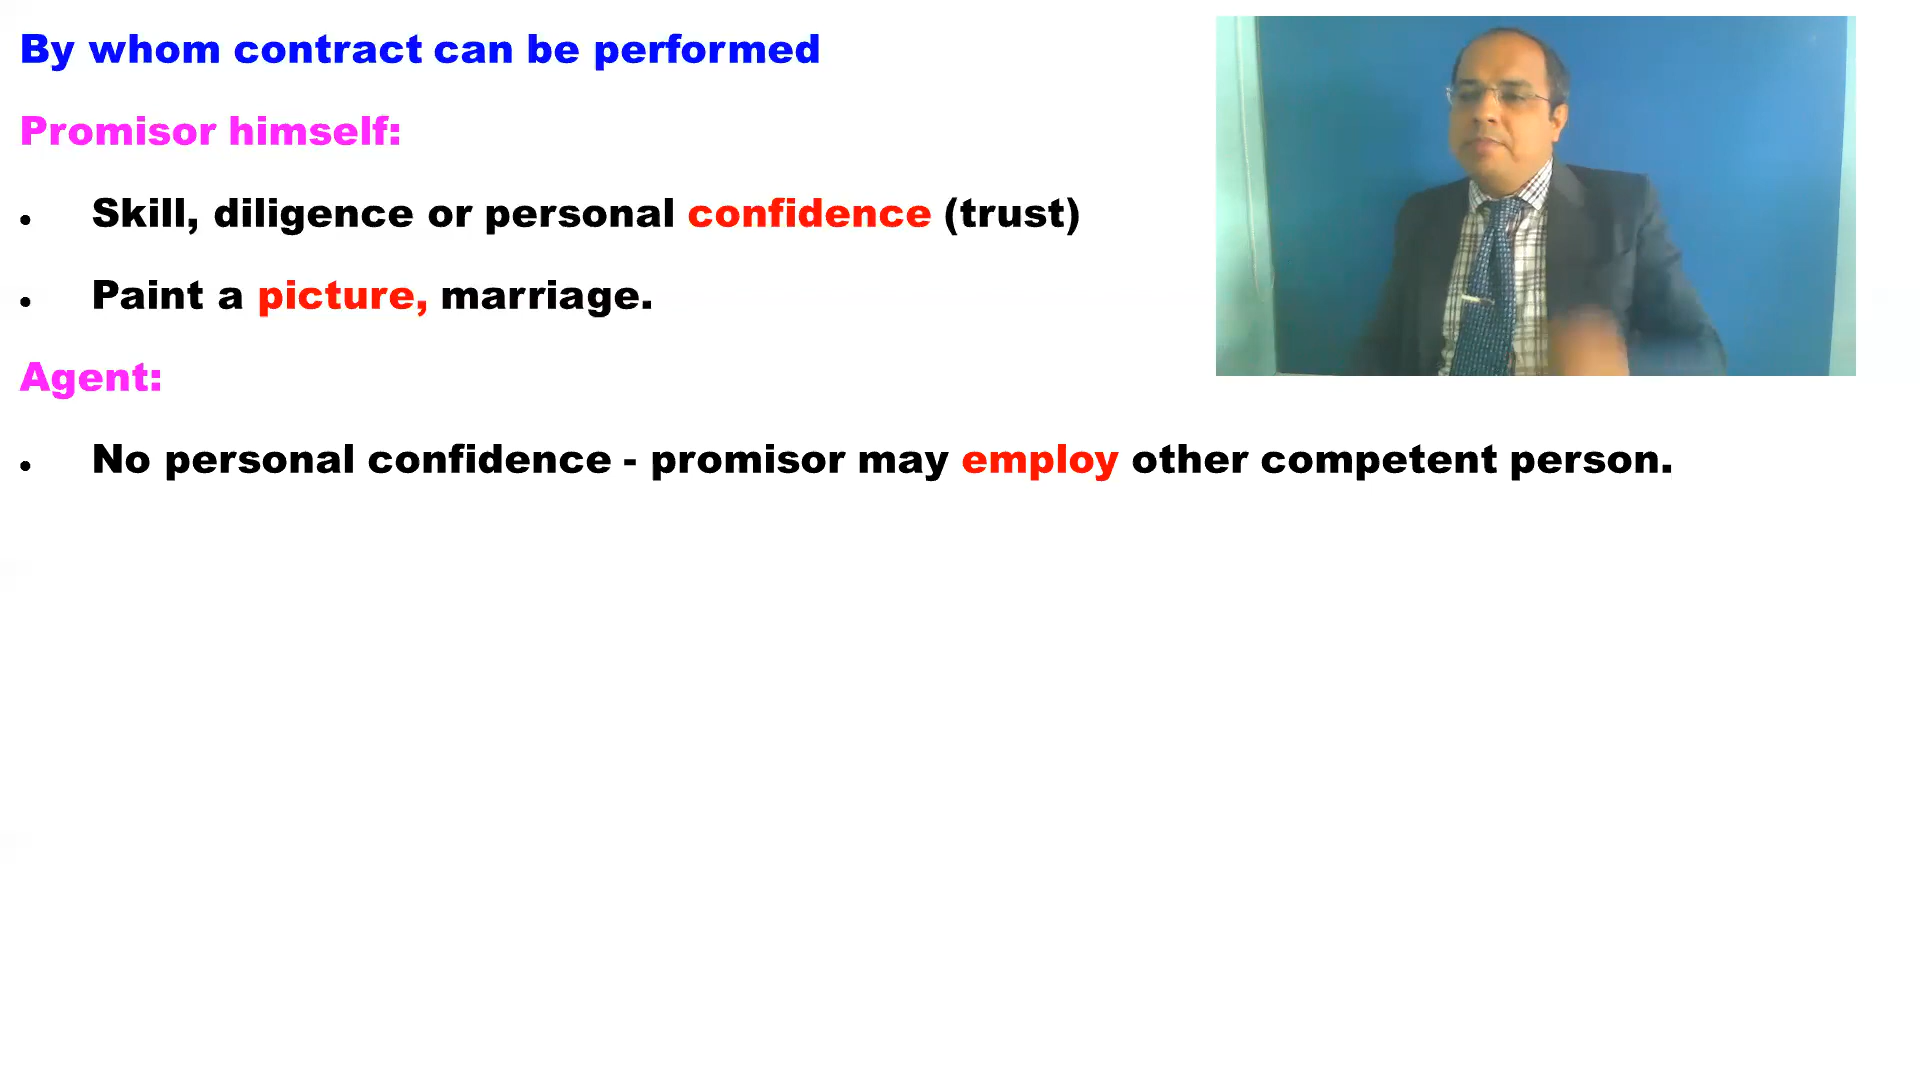 By whom contract can be performed
Promisor himself:
• Skill, diligence or personal confidence (trust)
• Paint a picture, marriage.
Agent:
• No personal confidence - promisor may employ other competent person.